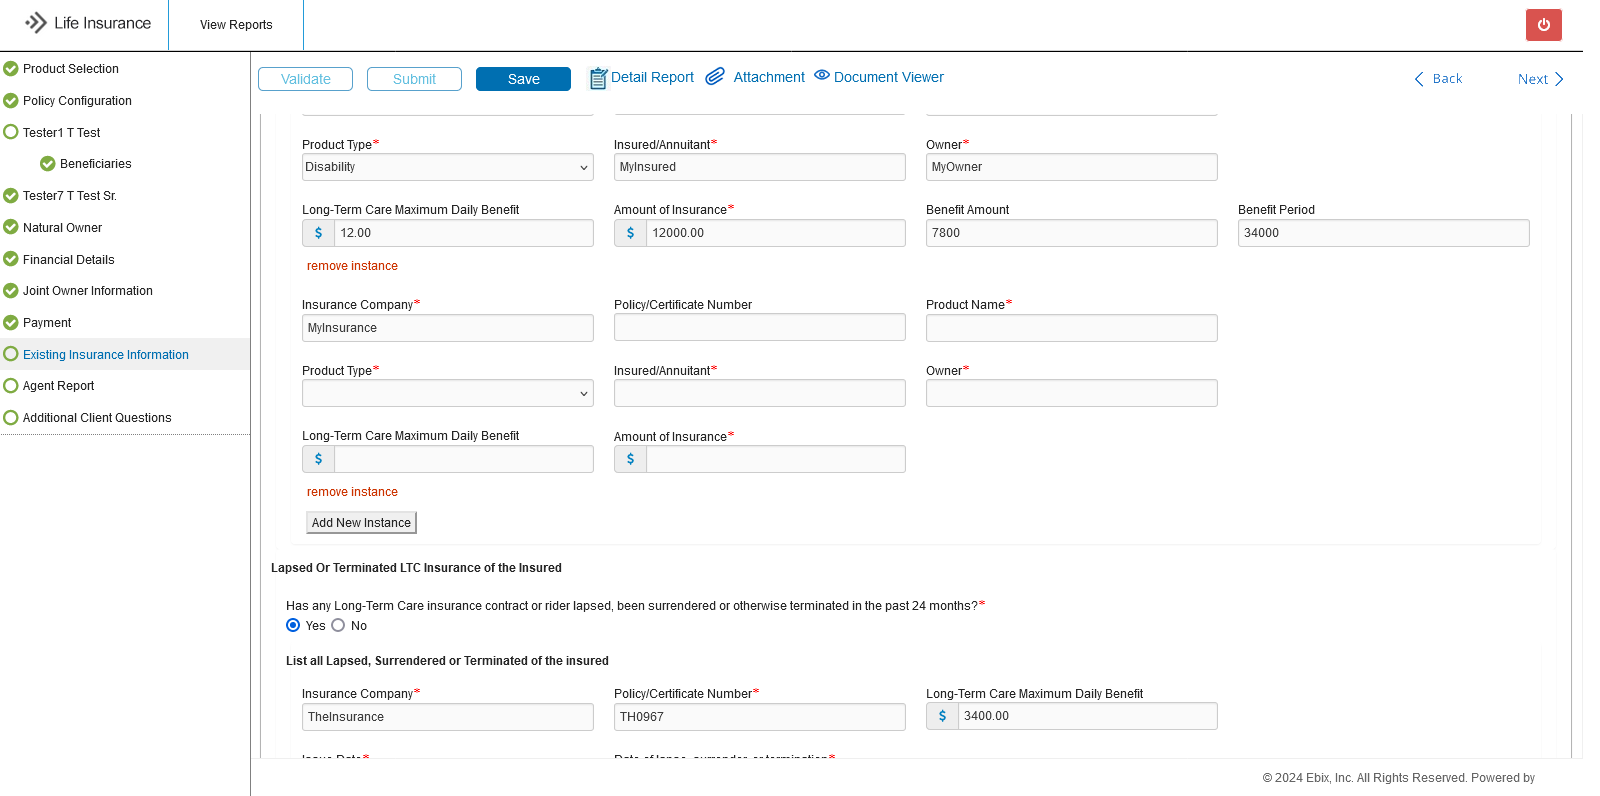 Life Insurance
View Reports
Product Selection
Policy Configuration
Tester1 T Test
Beneficiaries
Tester7 T Test Sr.
Natural Owner
Financial Details
Joint Owner Information
Payment
Existing Insurance Information
Agent Report
Additional Client Questions
Validate Submit Save Detail Report Attachment Document Viewer Back Next
Product Type* Insured/Annuitant* Owner*
Disability MyInsured MyOwner
Long-Term Care Maximum Daily Benefit Amount of Insurance* Benefit Amount Benefit Period
$ 12.00 $ 12000.00 7800 34000
remove instance
Insurance Company* Policy/Certificate Number Product Name*
MyInsurance
Product Type* Insured/Annuitant* Owner*
Long-Term Care Maximum Daily Benefit Amount of Insurance*
$ $
remove instance
Add New Instance
Lapsed Or Terminated LTC Insurance of the Insured
Has any Long-Term Care insurance contract or rider lapsed, been surrendered or otherwise terminated in the past 24 months?*
Yes No
List all Lapsed, Surrendered or Terminated of the insured
Insurance Company* Policy/Certificate Number* Long-Term Care Maximum Daily Benefit
TheInsurance TH0967 $ 3400.00
Issue Date* Date of lapse, surrender or termination*
© 2024 Ebix, Inc. All Rights Reserved. Powered by